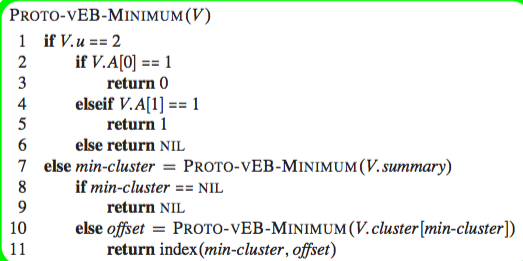 PROTO-VEB-MINIMUM(V)
1 if V.u == 2
2 if V.A[0] == 1
3 return 0
4 elseif V.A[1] == 1
5 return 1
6 else return NIL
7 else min-cluster = PROTO-VEB-MINIMUM(V.summary)
8 if min-cluster == NIL
9 return NIL
10 else offset = PROTO-VEB-MINIMUM(V.cluster[min-cluster])
11 return index(min-cluster, offset)